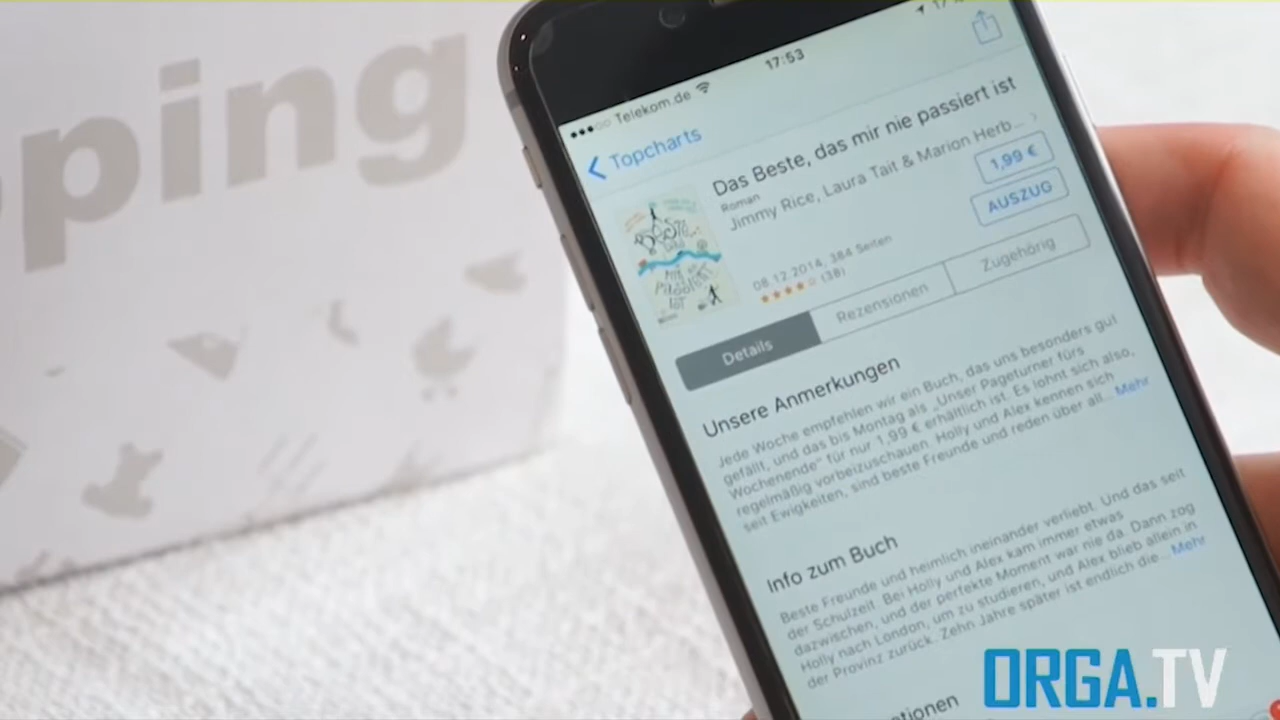 pping
Telekom.de 17:53
Topcharts
Das Beste, das mir nie passiert ist
Roman
Jimmy Rice, Laura Tait & Marion Herb...
1,99 €
AUSZUG
08.12.2014, 384 Seiten
(38)
Details Rezensionen Zugehörig
Unsere Anmerkungen
Jede Woche empfehlen wir ein Buch, das uns besonders gut
gefällt, und das bis Montag als „Unser Pageturner fürs
Wochenende“ für nur 1,99 € erhältlich ist. Es lohnt sich also,
regelmäßig vorbeizuschauen. Holly und Alex kennen sich
seit Ewigkeiten, sind beste Freunde und reden über all... Mehr
Info zum Buch
Beste Freunde und heimlich ineinander verliebt. Und das seit
der Schulzeit. Bei Holly und Alex kam immer etwas
dazwischen, und der perfekte Moment war nie da. Dann zog
Holly nach London, um zu studieren, und Alex blieb allein in
der Provinz zurück. Zehn Jahre später ist endlich die... Mehr
ationen
ORGA.TV